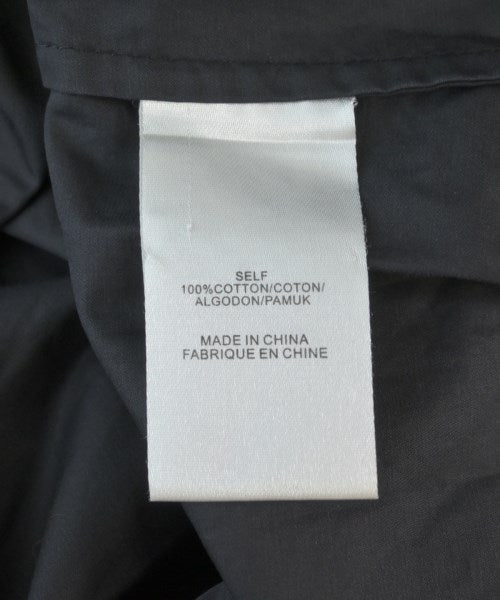 SELF
100%COTTON/COTON/
ALGODON/PAMUK
MADE IN CHINA
FABRIQUE EN CHINE